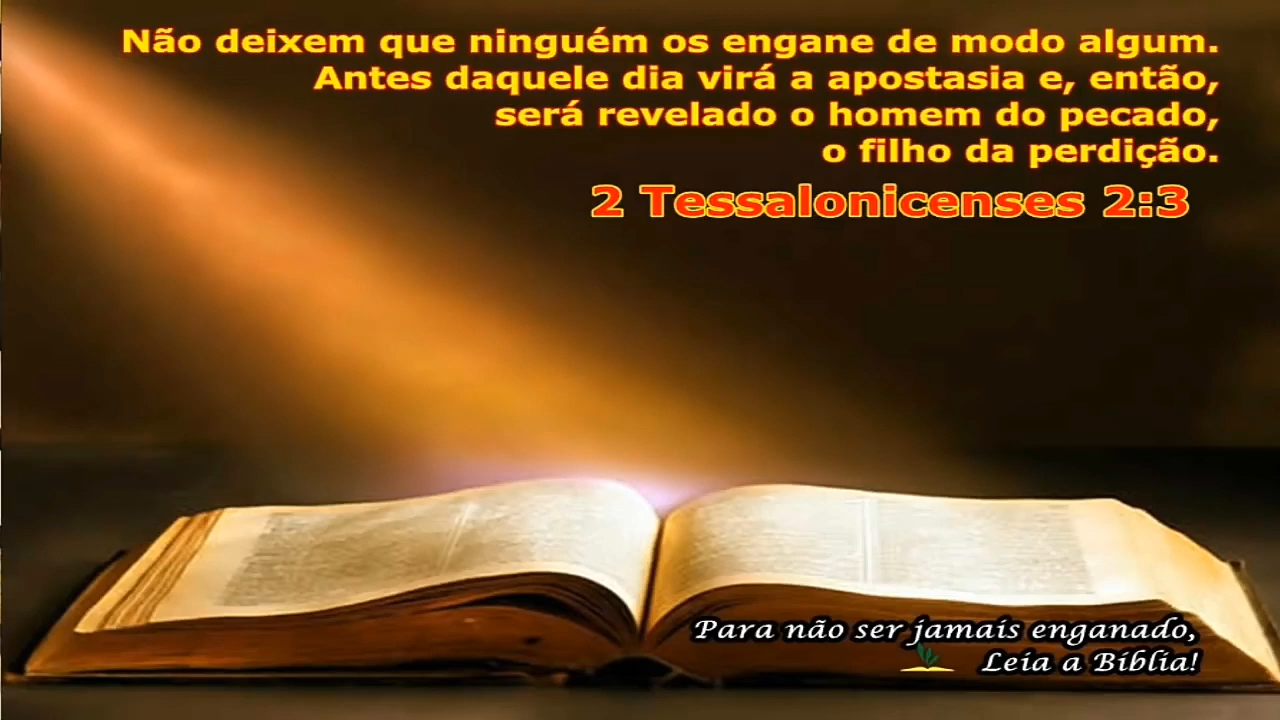 Não deixem que ninguém os engane de modo algum.
Antes daquele dia virá a apostasia e, então,
será revelado o homem do pecado,
o filho da perdição.
2 Tessalonicenses 2:3
Para não ser jamais enganado,
Leia a Bíblia!